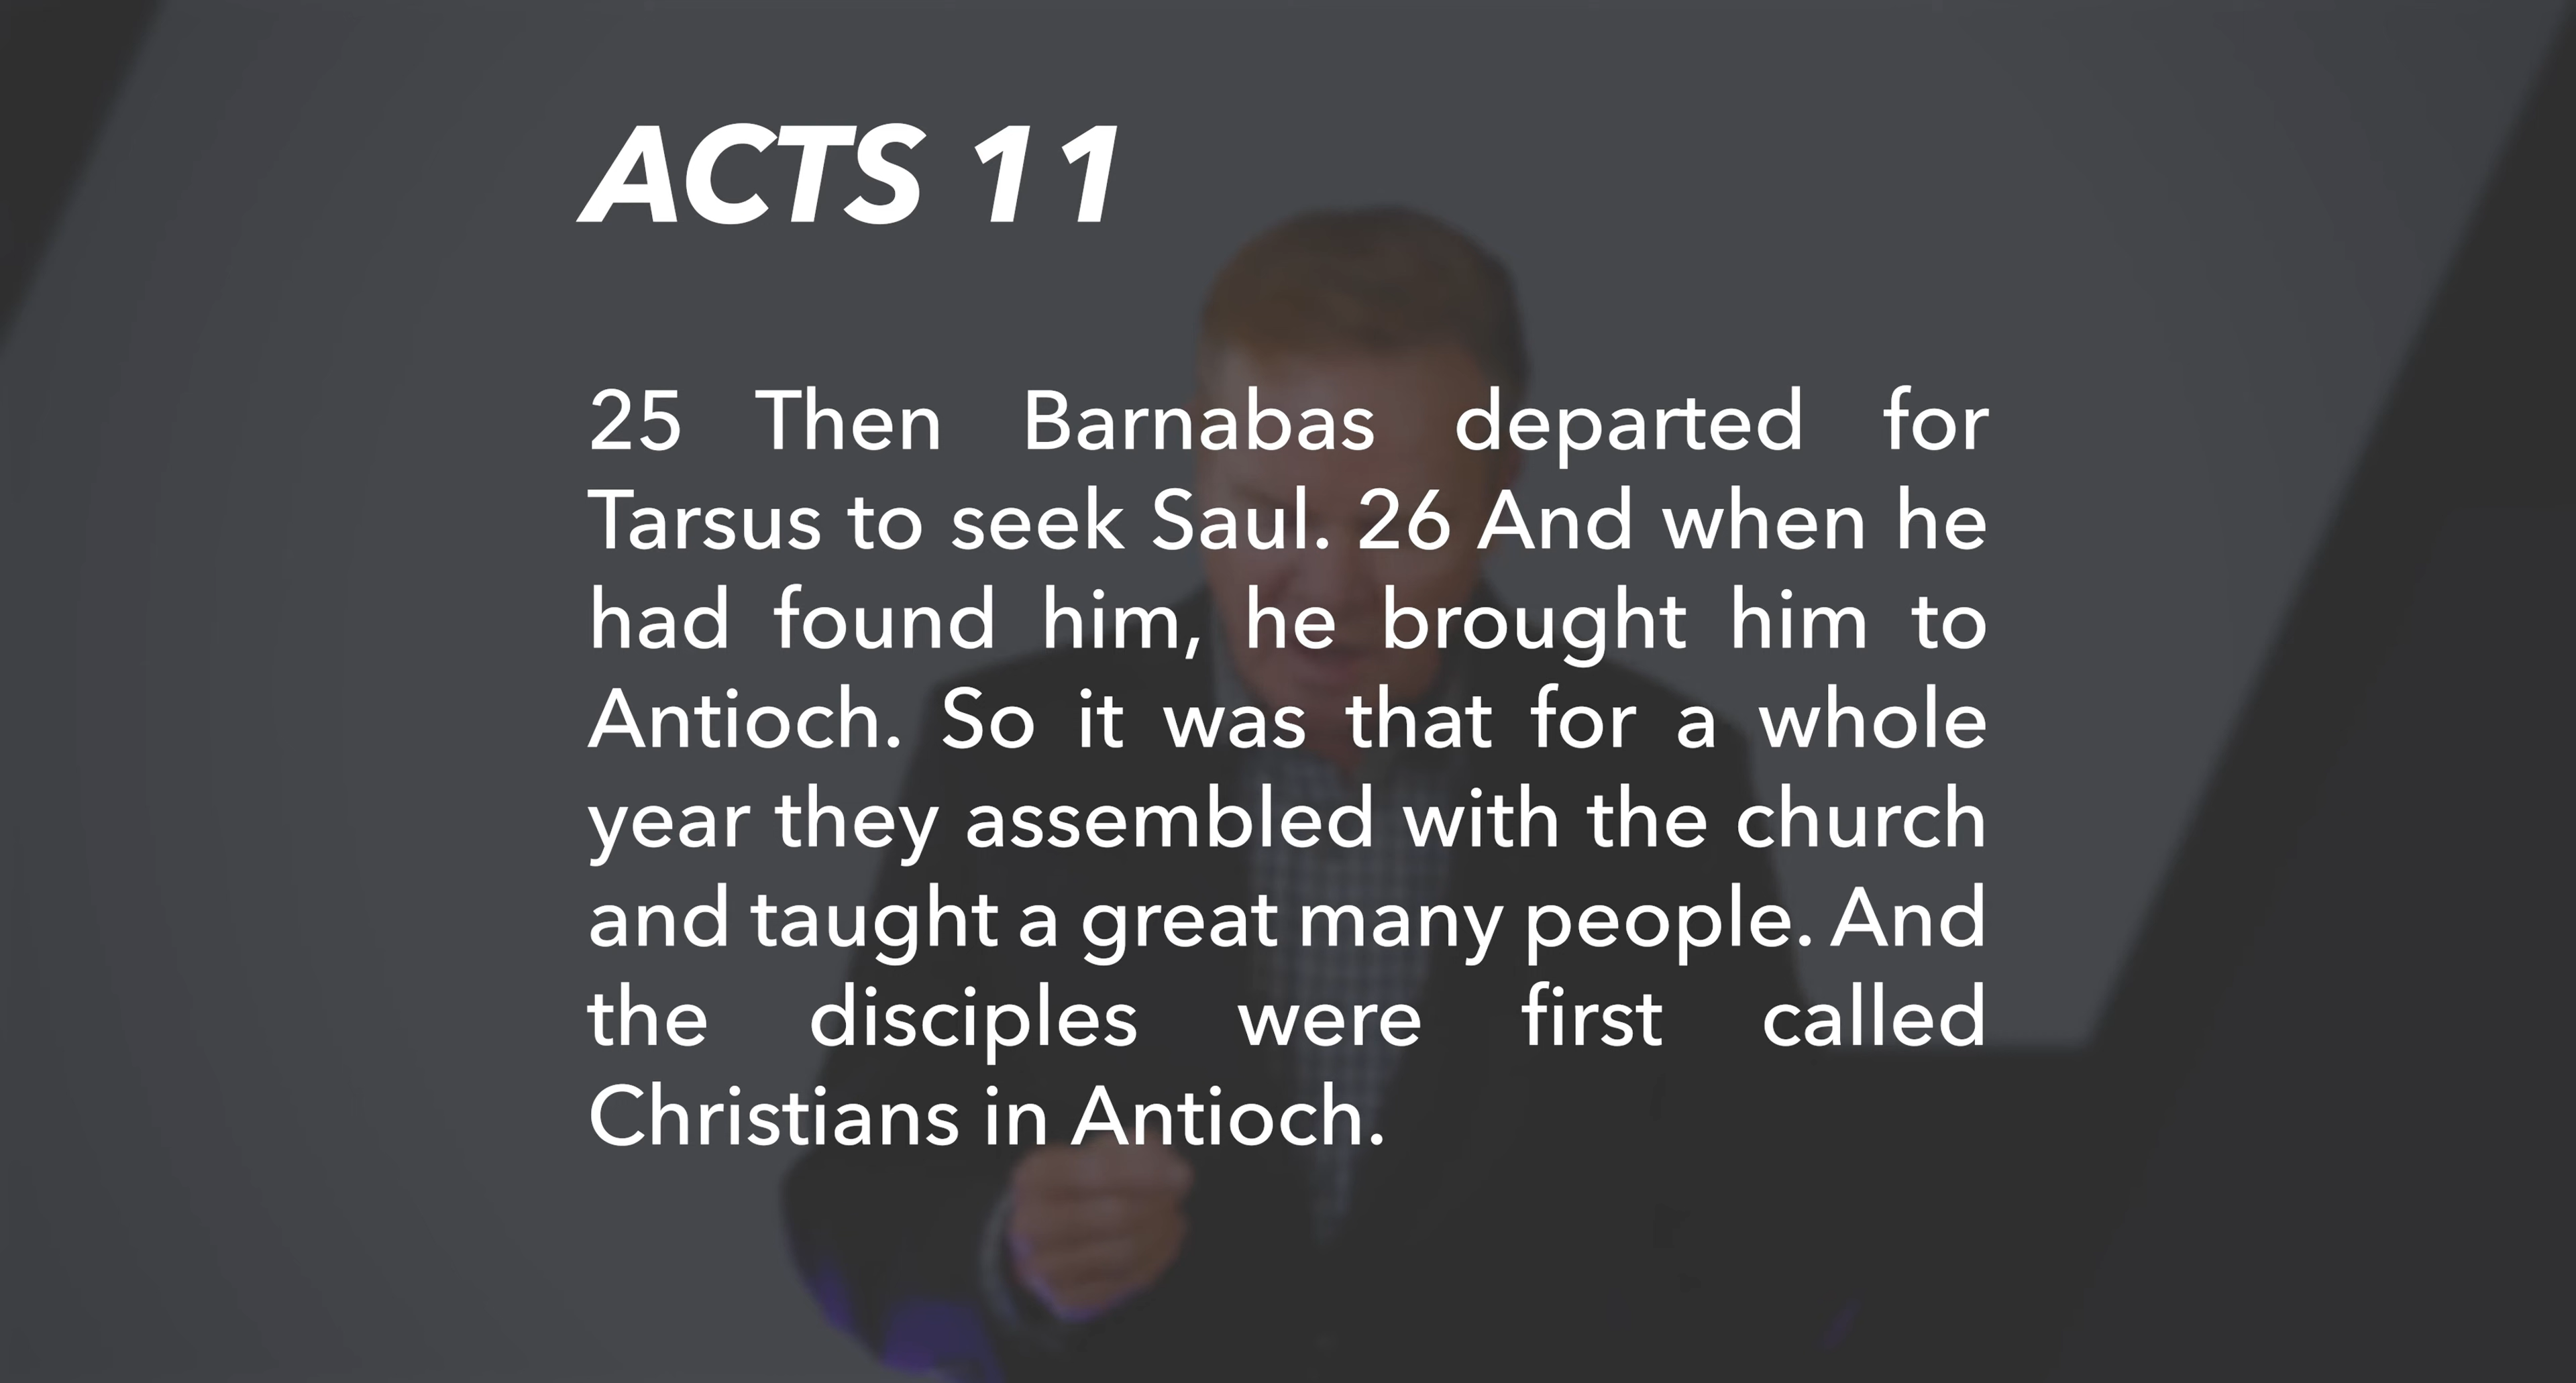 ACTS 11
25 Then Barnabas departed for
Tarsus to seek Saul. 26 And when he
had found him, he brought him to
Antioch. So it was that for a whole
year they assembled with the church
and taught a great many people. And
the disciples were first called
Christians in Antioch.